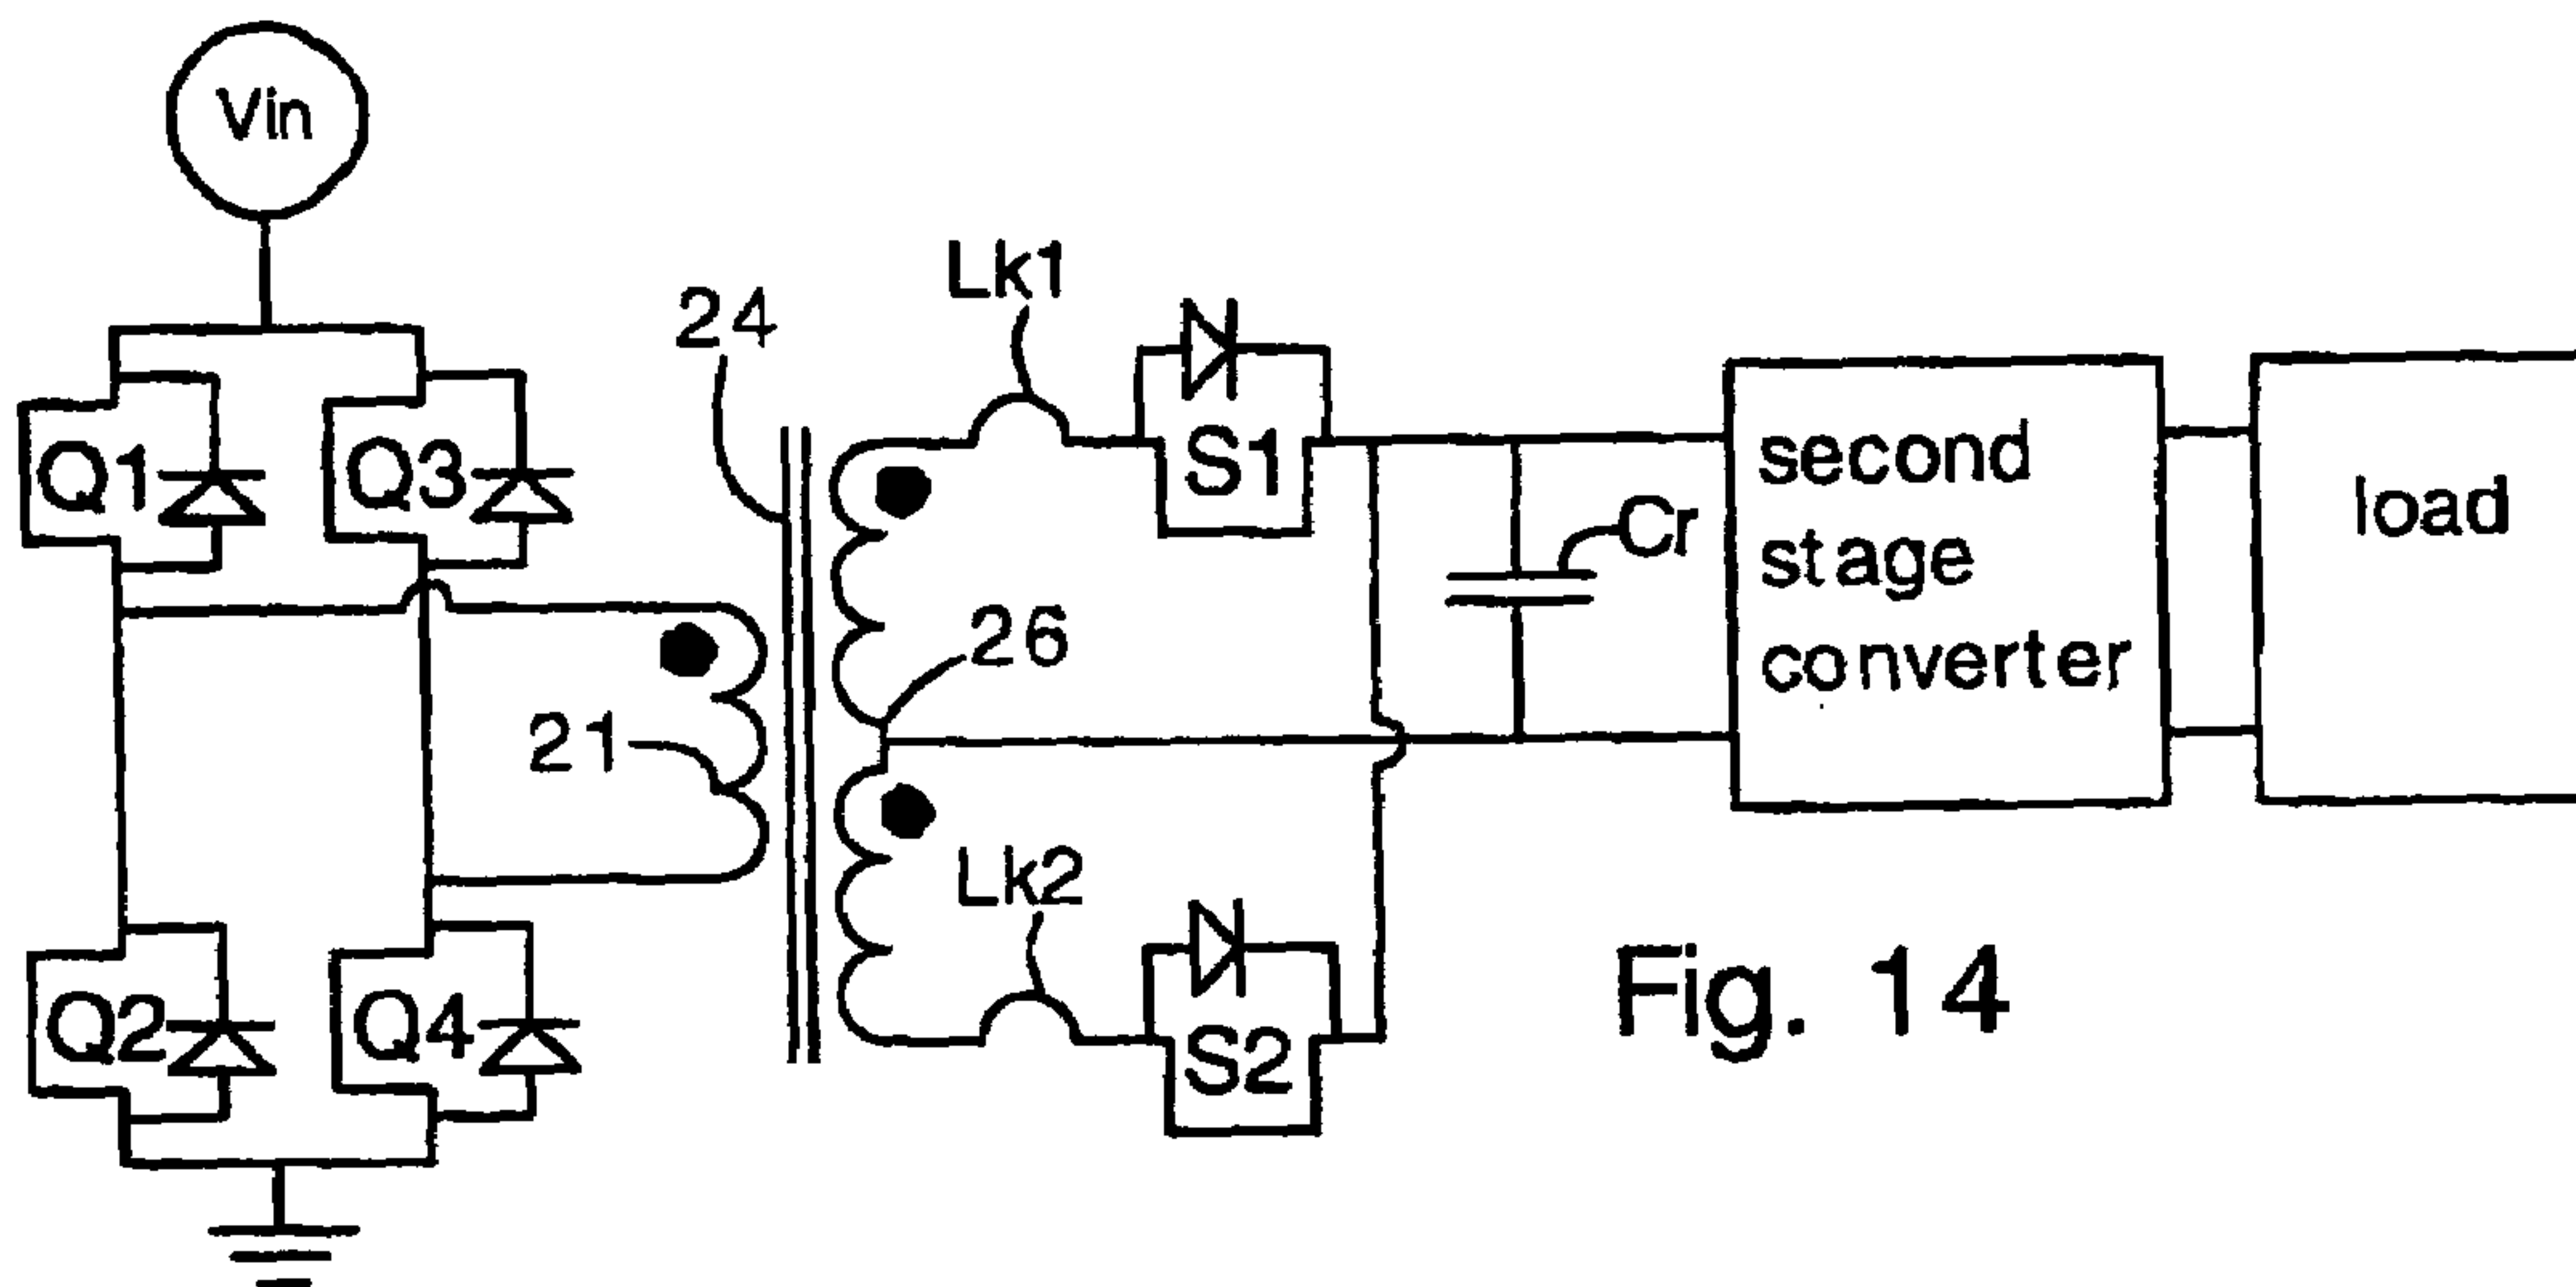 Vin
24
Lk1
Q1
Q3
S1
Cr
second
stage
converter
load
26
21
Lk2
Q2
Q4
S2
Fig. 14